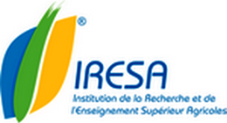 ®
IRESA
Institution de la Recherche et de
l'Enseignement Supérieur Agricoles